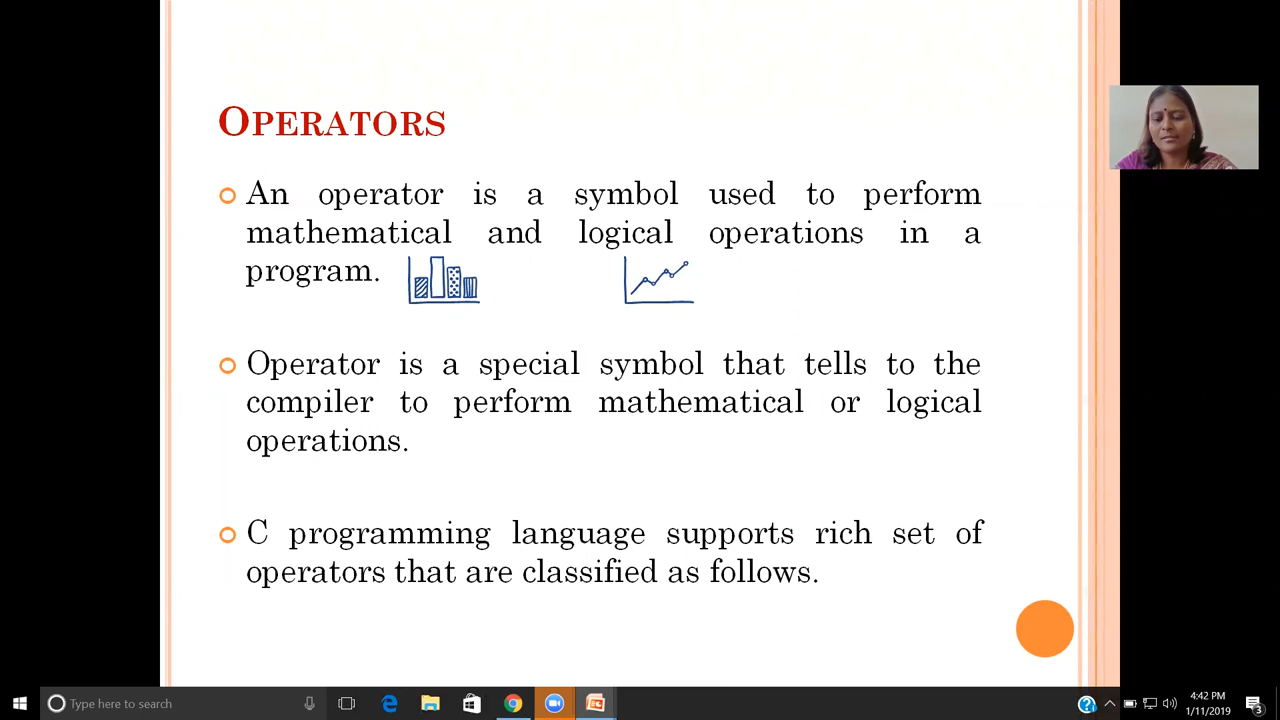 OPERATORS
An operator is a symbol used to perform
mathematical and logical operations in a
program.
Operator is a special symbol that tells to the
compiler to perform mathematical or logical
operations.
C programming language supports rich set of
operators that are classified as follows.
Type here to search
4:42 PM
1/11/2019
3